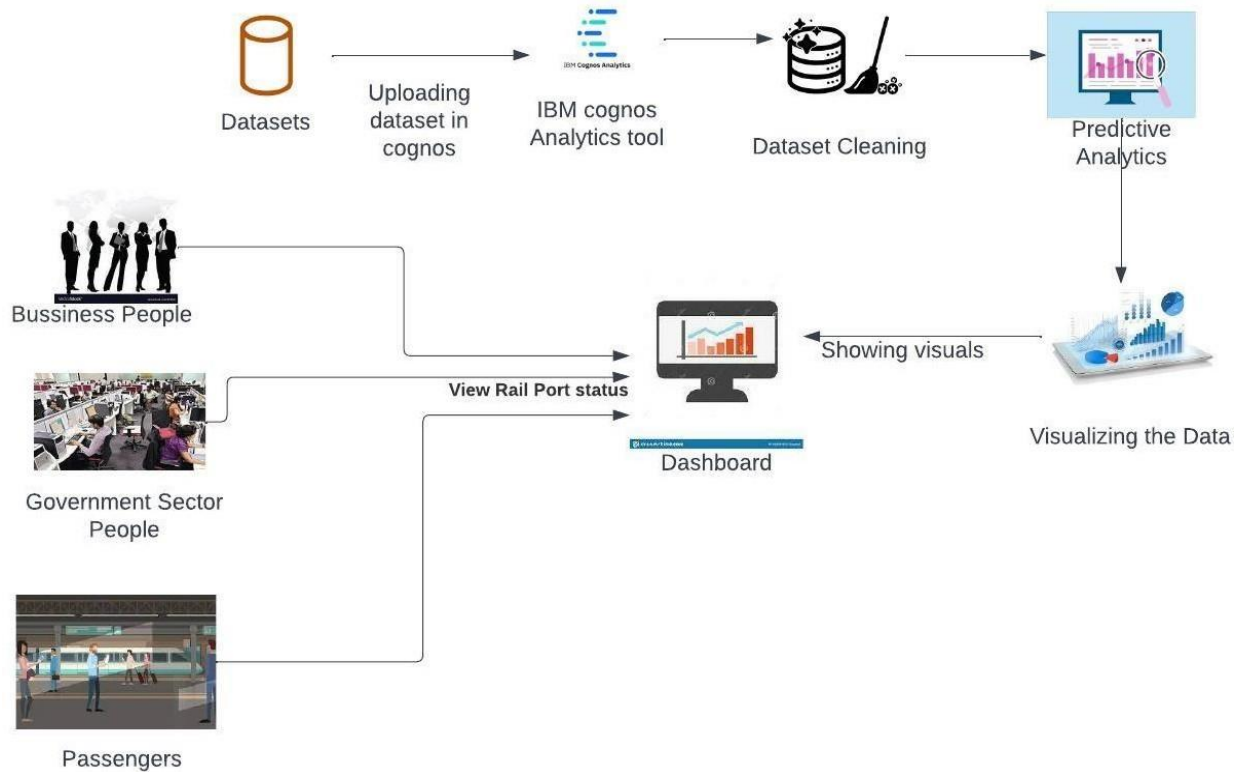 Datasets
Uploading
dataset in
cognos
IBM Cognos Analytics
IBM cognos
Analytics tool
Dataset Cleaning
Predictive
Analytics
Bussiness People
View Rail Port status
Showing visuals
Government Sector
People
Dashboard
Visualizing the Data
Passengers